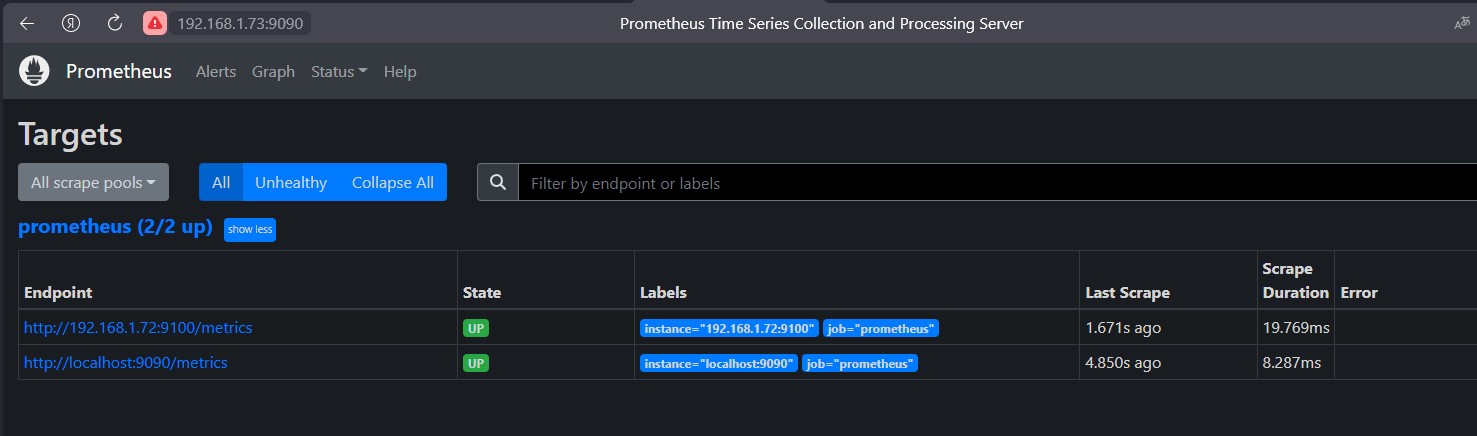 192.168.1.73:9090 Prometheus Time Series Collection and Processing Server
Prometheus Alerts Graph Status Help
Targets
All scrape pools All Unhealthy Collapse All Filter by endpoint or labels
prometheus (2/2 up) show less
Endpoint State Labels Last Scrape Scrape Duration Error
http://192.168.1.72:9100/metrics UP instance="192.168.1.72:9100" job="prometheus" 1.671s ago 19.769ms
http://localhost:9090/metrics UP instance="localhost:9090" job="prometheus" 4.850s ago 8.287ms